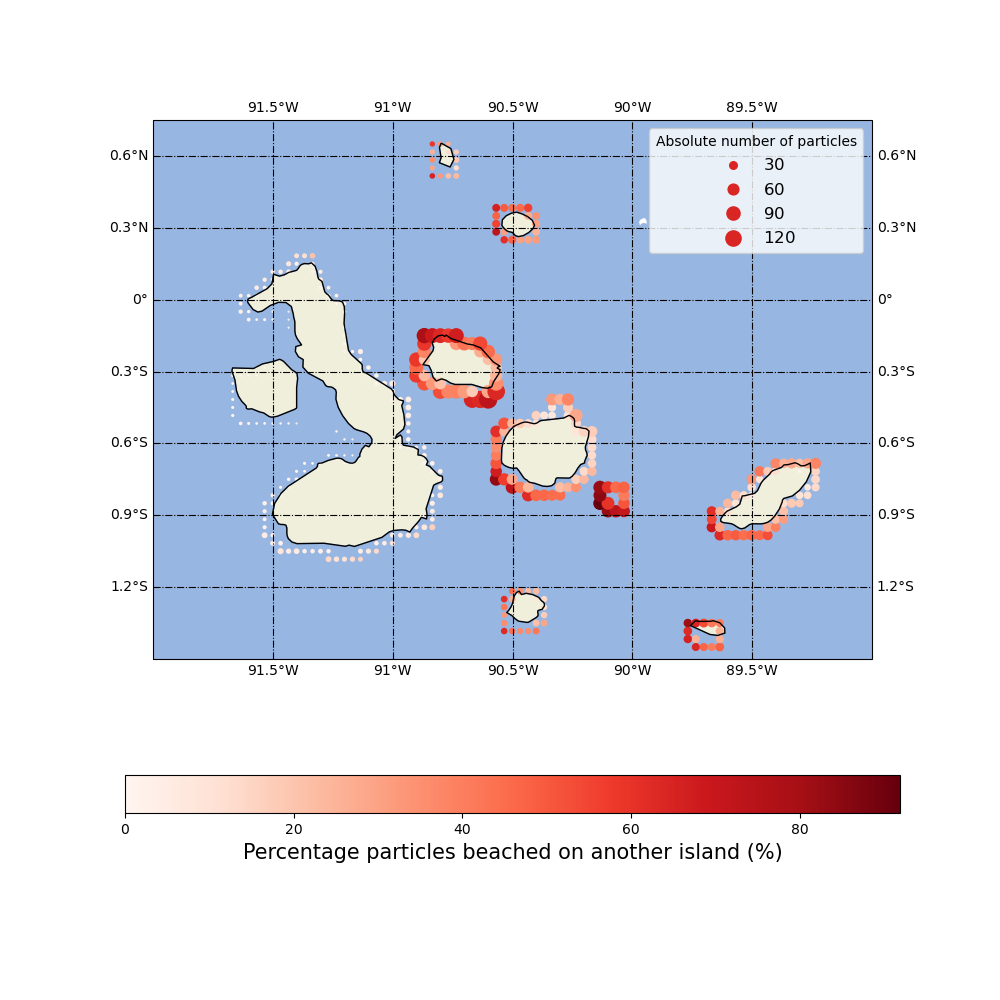 91.5°W 91°W 90.5°W 90°W 89.5°W
Absolute number of particles
30
60
90
120
0.6°N 0.6°N
0.3°N 0.3°N
0° 0°
0.3°S 0.3°S
0.6°S 0.6°S
0.9°S 0.9°S
1.2°S 1.2°S
91.5°W 91°W 90.5°W 90°W 89.5°W
0 20 40 60 80
Percentage particles beached on another island (%)